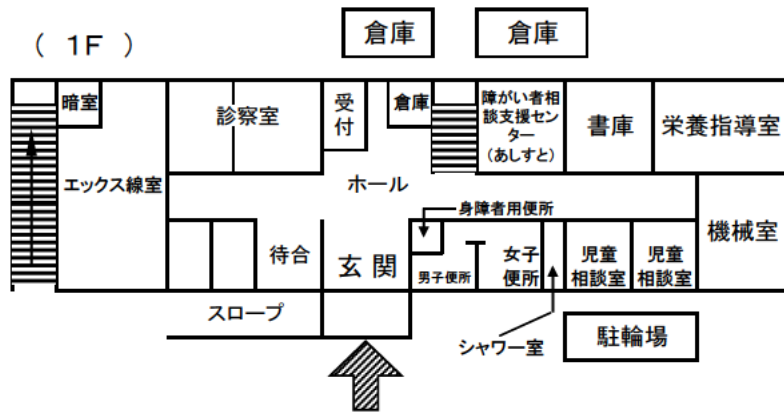 ( 1F )
倉庫
倉庫
暗室
診察室
受
付
倉庫
障がい者相
談支援セン
ター
(あしすと)
書庫
栄養指導室
エックス線室
ホール
身障者用便所
機械室
待合
玄関
男子便所
女子
便所
児童
相談室
児童
相談室
スロープ
シャワー室
駐輪場